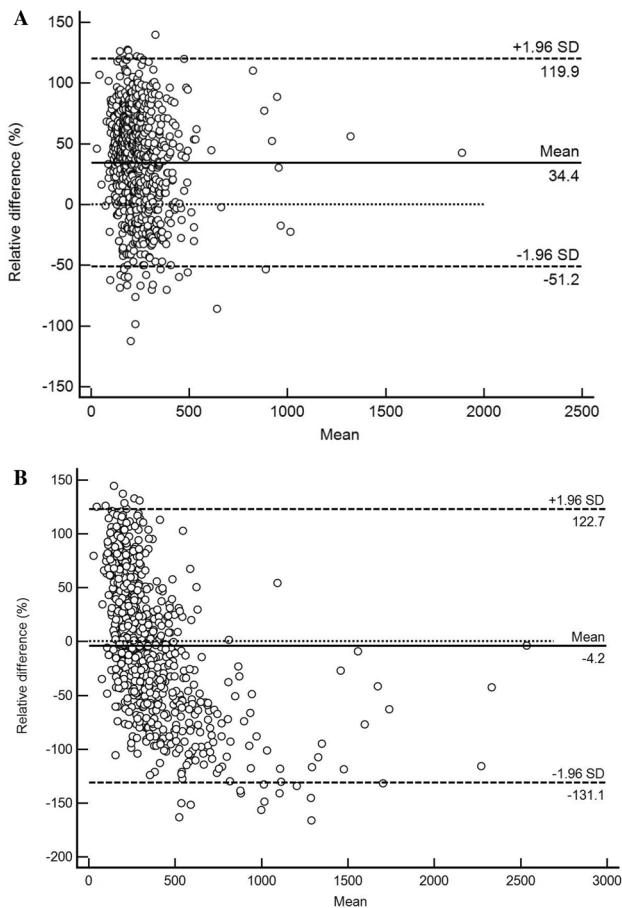 A
150
100
50
0
-50
-100
-150
Relative difference (%)
+1.96 SD
119.9
Mean
34.4
-1.96 SD
-51.2
0 500 1000 1500 2000 2500
Mean
B
150
100
50
0
-50
-100
-150
-200
Relative difference (%)
+1.96 SD
122.7
Mean
-4.2
-1.96 SD
-131.1
0 500 1000 1500 2000 2500 3000
Mean